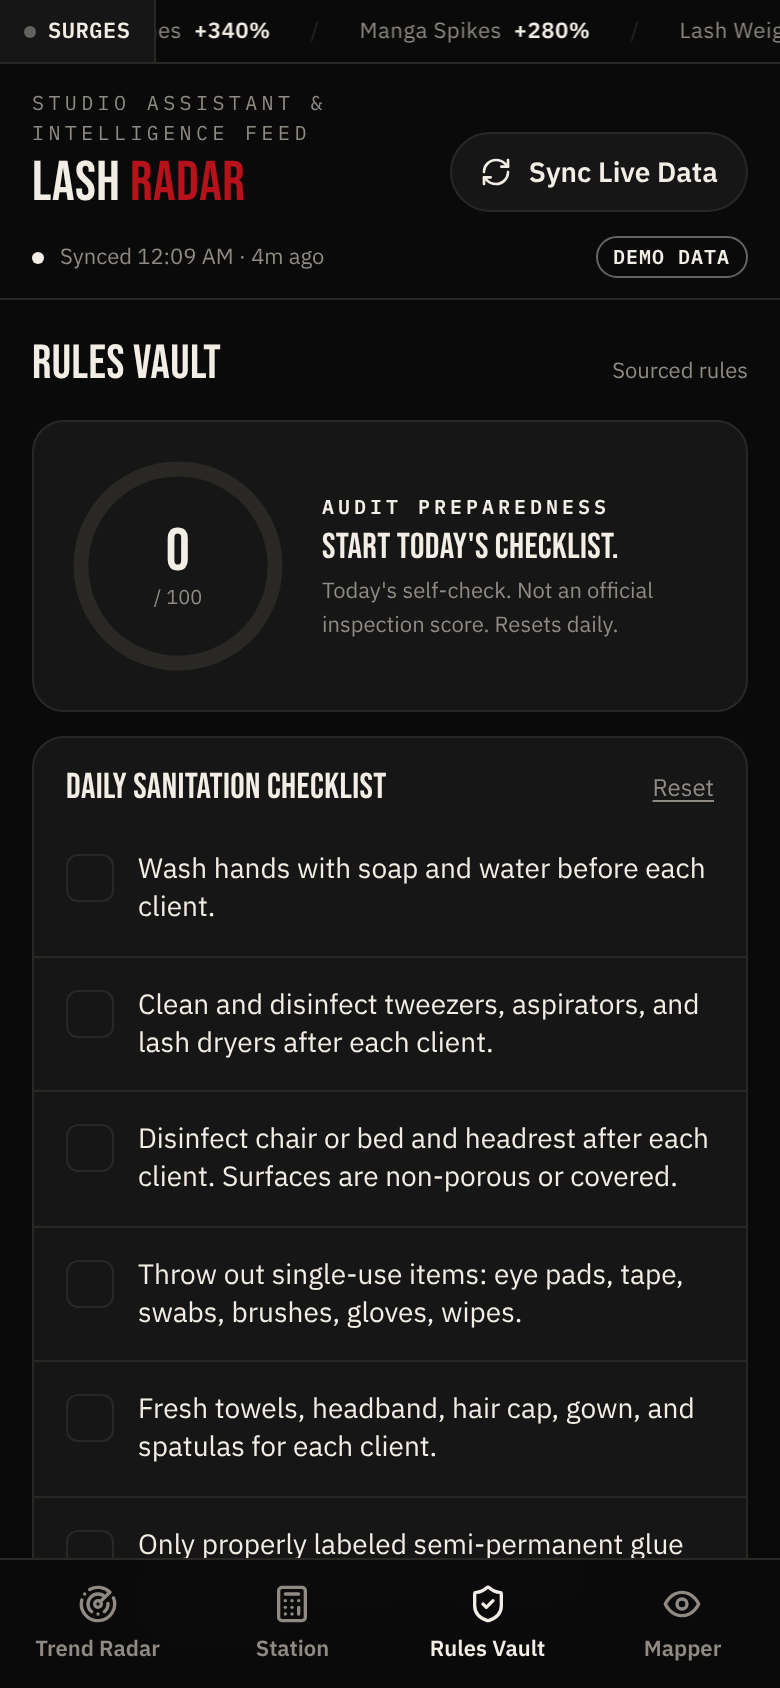 SURGES
es +340% / Manga Spikes +280% / Lash Weig
STUDIO ASSISTANT &
INTELLIGENCE FEED
LASH RADAR
Sync Live Data
Synced 12:09 AM · 4m ago
DEMO DATA
RULES VAULT
Sourced rules
0
/ 100
AUDIT PREPAREDNESS
START TODAY'S CHECKLIST.
Today's self-check. Not an official
inspection score. Resets daily.
DAILY SANITATION CHECKLIST
Reset
Wash hands with soap and water before each
client.
Clean and disinfect tweezers, aspirators, and
lash dryers after each client.
Disinfect chair or bed and headrest after each
client. Surfaces are non-porous or covered.
Throw out single-use items: eye pads, tape,
swabs, brushes, gloves, wipes.
Fresh towels, headband, hair cap, gown, and
spatulas for each client.
Only properly labeled semi-permanent glue
Trend Radar
Station
Rules Vault
Mapper